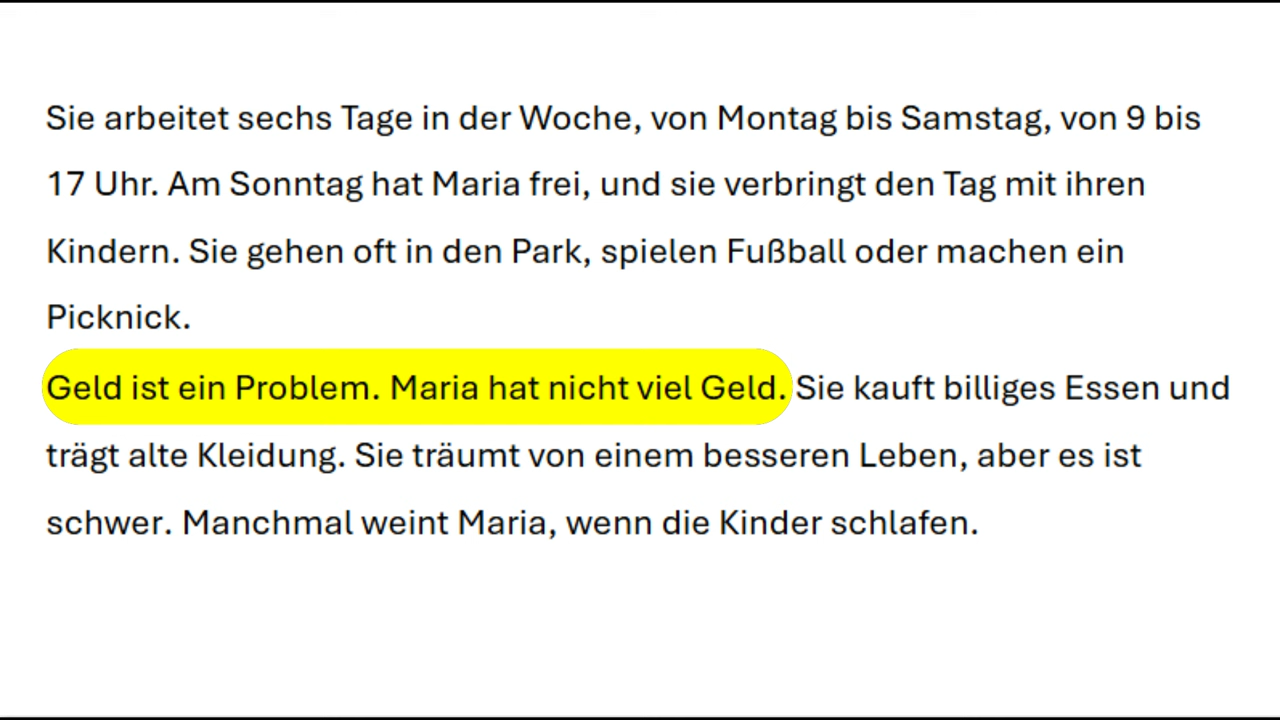 Sie arbeitet sechs Tage in der Woche, von Montag bis Samstag, von 9 bis
17 Uhr. Am Sonntag hat Maria frei, und sie verbringt den Tag mit ihren
Kindern. Sie gehen oft in den Park, spielen Fußball oder machen ein
Picknick.
Geld ist ein Problem. Maria hat nicht viel Geld. Sie kauft billiges Essen und
trägt alte Kleidung. Sie träumt von einem besseren Leben, aber es ist
schwer. Manchmal weint Maria, wenn die Kinder schlafen.